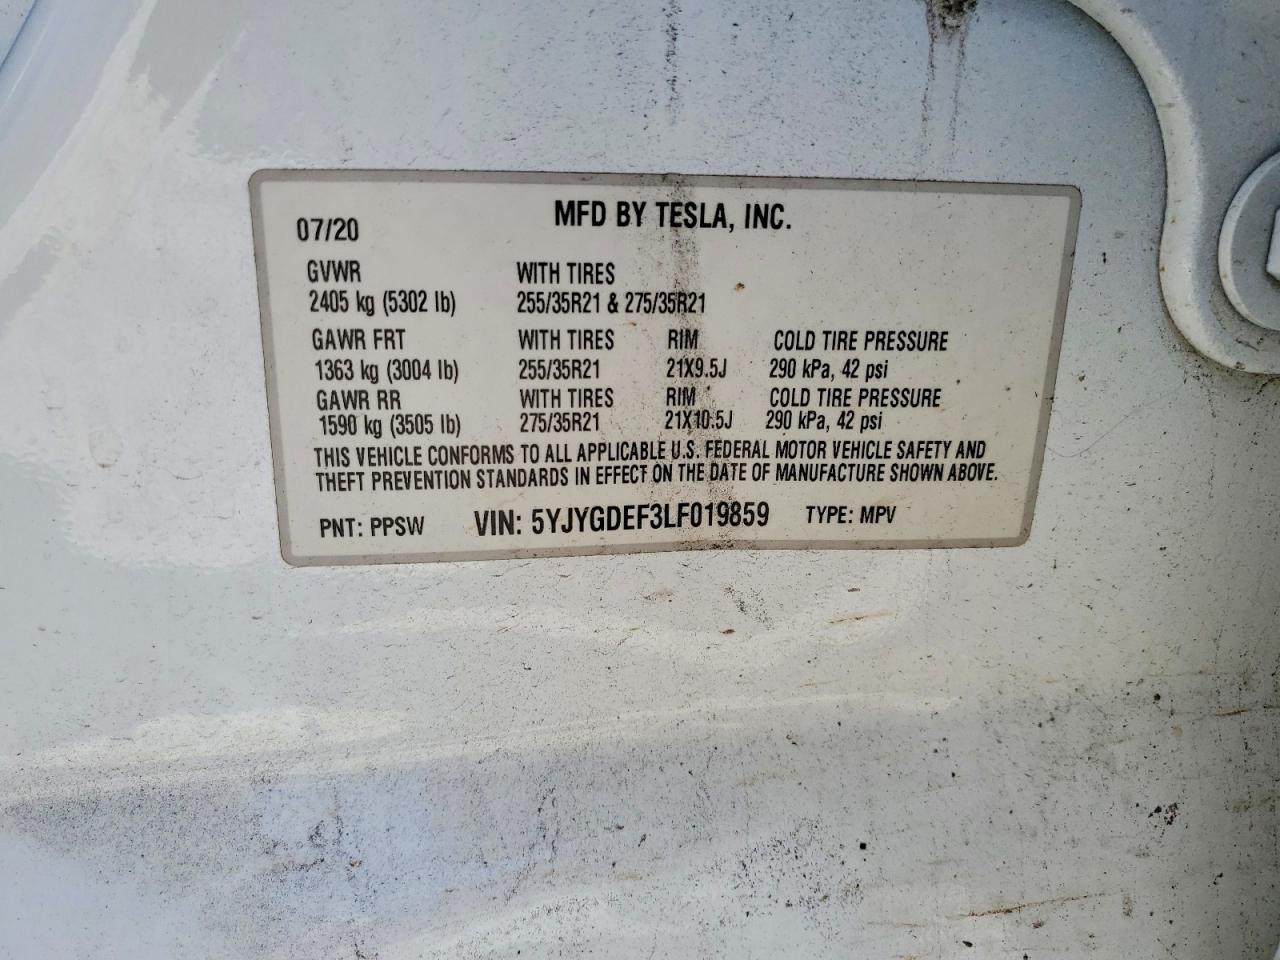 MFD BY TESLA, INC.
07/20
GVWR WITH TIRES
2405 kg (5302 lb) 255/35R21 & 275/35R21
GAWR FRT WITH TIRES RIM COLD TIRE PRESSURE
1363 kg (3004 lb) 255/35R21 21X9.5J 290 kPa, 42 psi
GAWR RR WITH TIRES RIM COLD TIRE PRESSURE
1590 kg (3505 lb) 275/35R21 21X10.5J 290 kPa, 42 psi
THIS VEHICLE CONFORMS TO ALL APPLICABLE U.S. FEDERAL MOTOR VEHICLE SAFETY AND
THEFT PREVENTION STANDARDS IN EFFECT ON THE DATE OF MANUFACTURE SHOWN ABOVE.
PNT: PPSW VIN: 5YJYGDEF3LF019859 TYPE: MPV